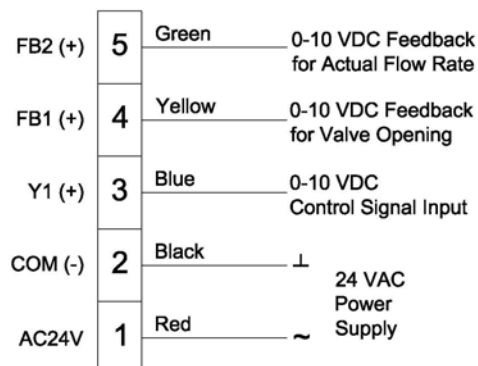 FB2 (+) 5 Green 0-10 VDC Feedback
for Actual Flow Rate
FB1 (+) 4 Yellow 0-10 VDC Feedback
for Valve Opening
Y1 (+) 3 Blue 0-10 VDC
Control Signal Input
COM (-) 2 Black ⊥
24 VAC
Power
Supply
AC24V 1 Red ~